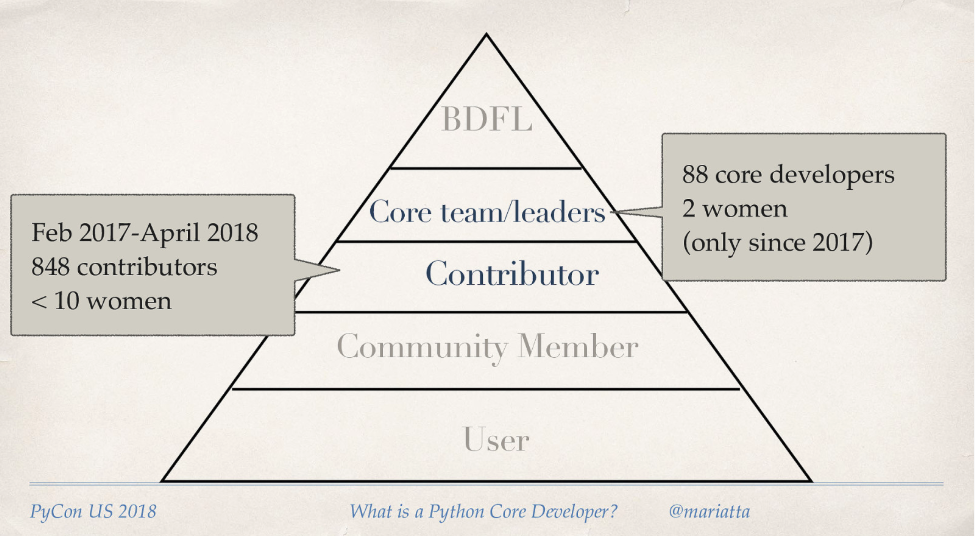 BDFL
88 core developers
2 women
(only since 2017)
Core team/leaders
Feb 2017-April 2018
848 contributors
< 10 women
Contributor
Community Member
User
PyCon US 2018
What is a Python Core Developer?
@mariatta